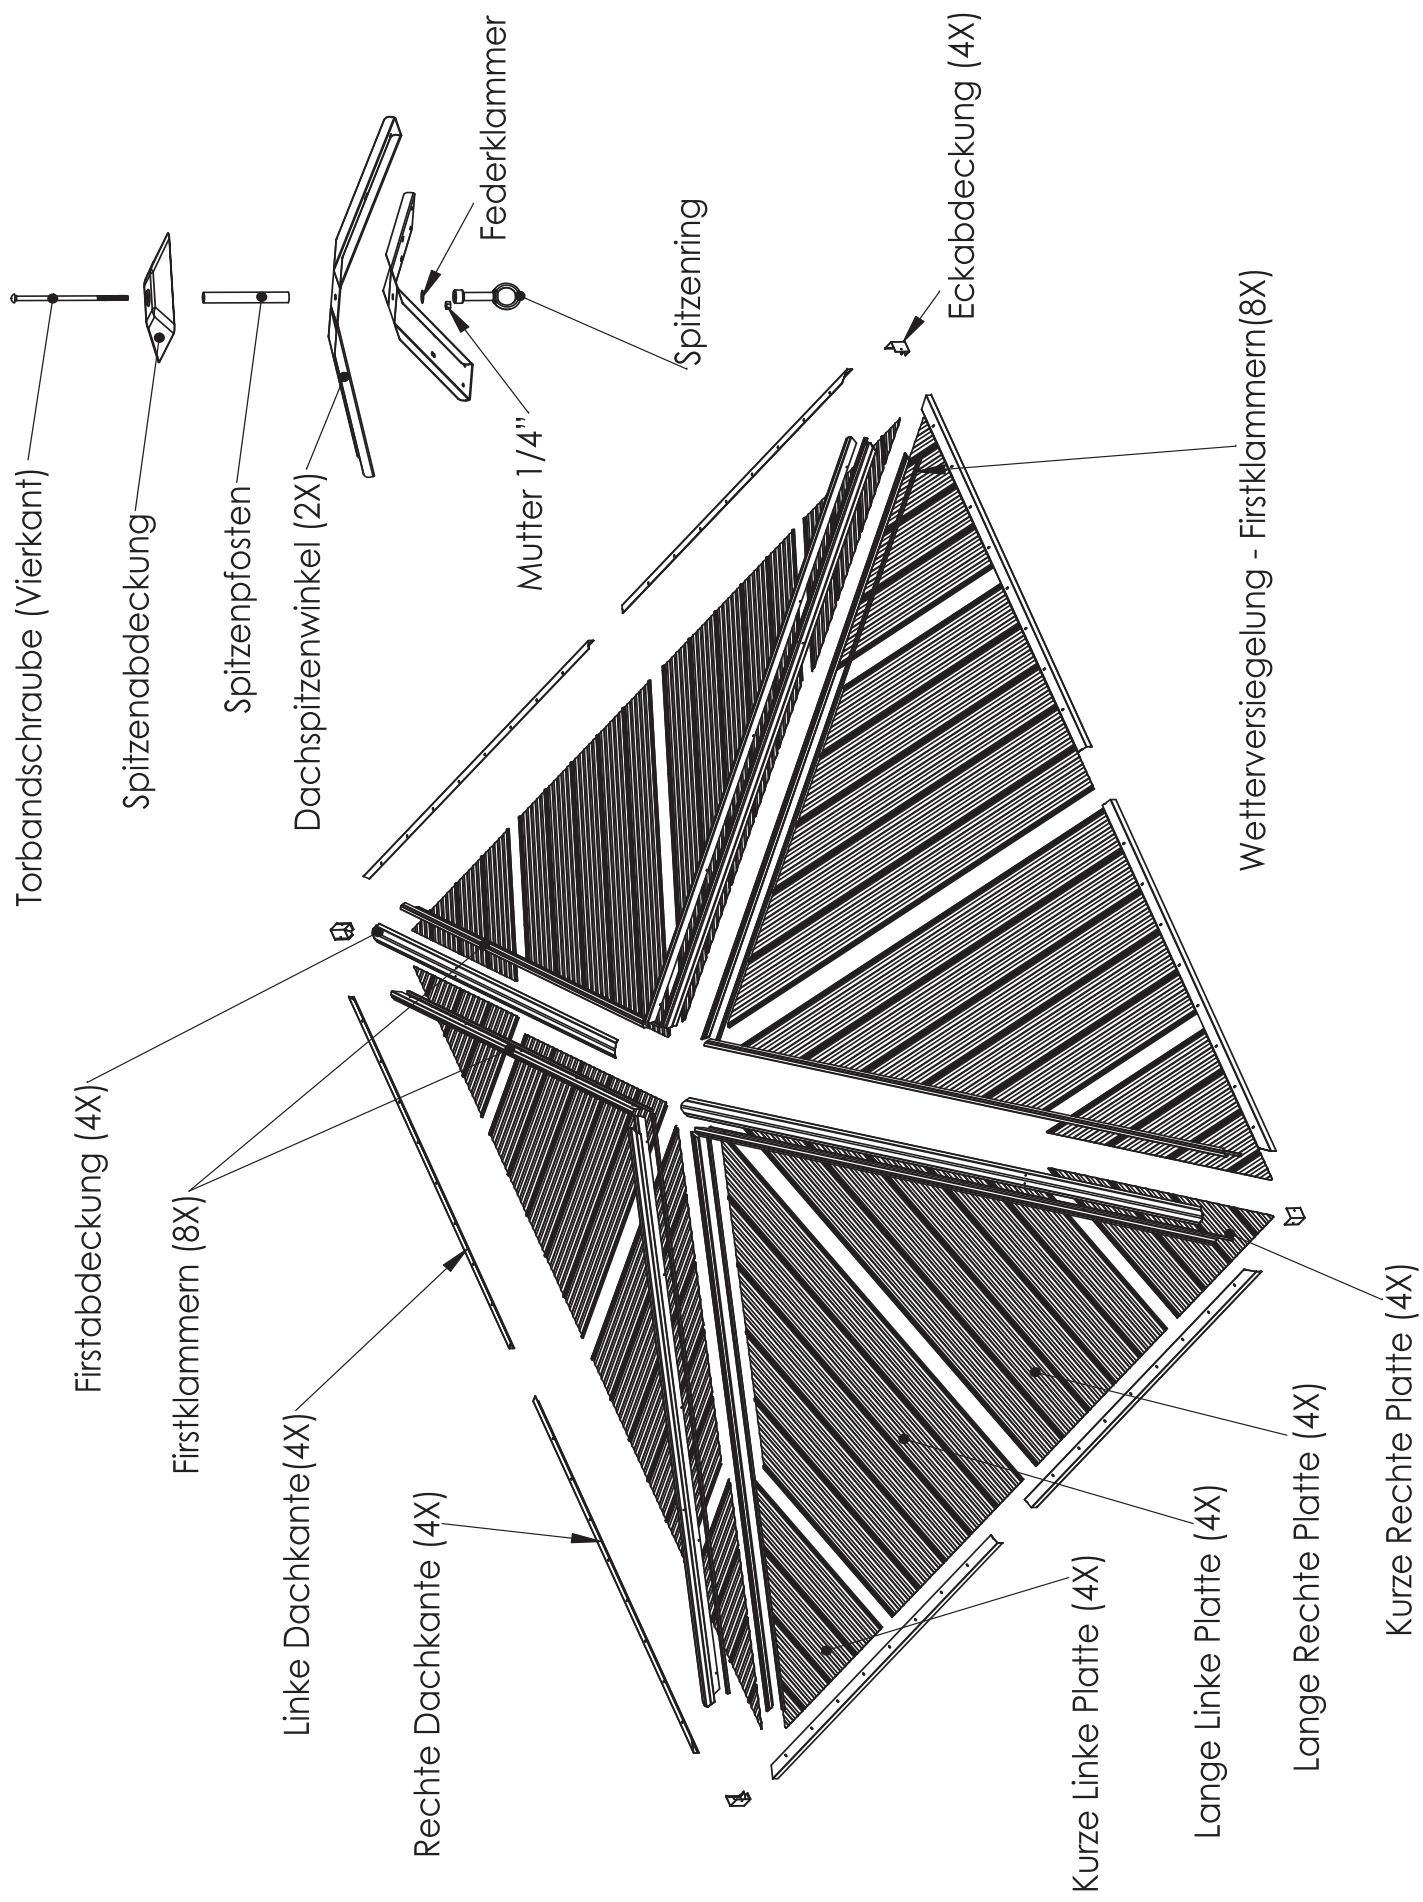 Torbandschraube (Vierkant)
Spitzenabdeckung
Spitzenpfosten
Dachspitzenwinkel (2X)
Mutter 1/4”
Federklammer
Spitzenring
Eckabdeckung (4X)
Wetterversiegelung - Firstklammern(8X)
Firstabdeckung (4X)
Firstklammern (8X)
Linke Dachkante(4X)
Rechte Dachkante (4X)
Kurze Linke Platte (4X)
Lange Linke Platte (4X)
Lange Rechte Platte (4X)
Kurze Rechte Platte (4X)